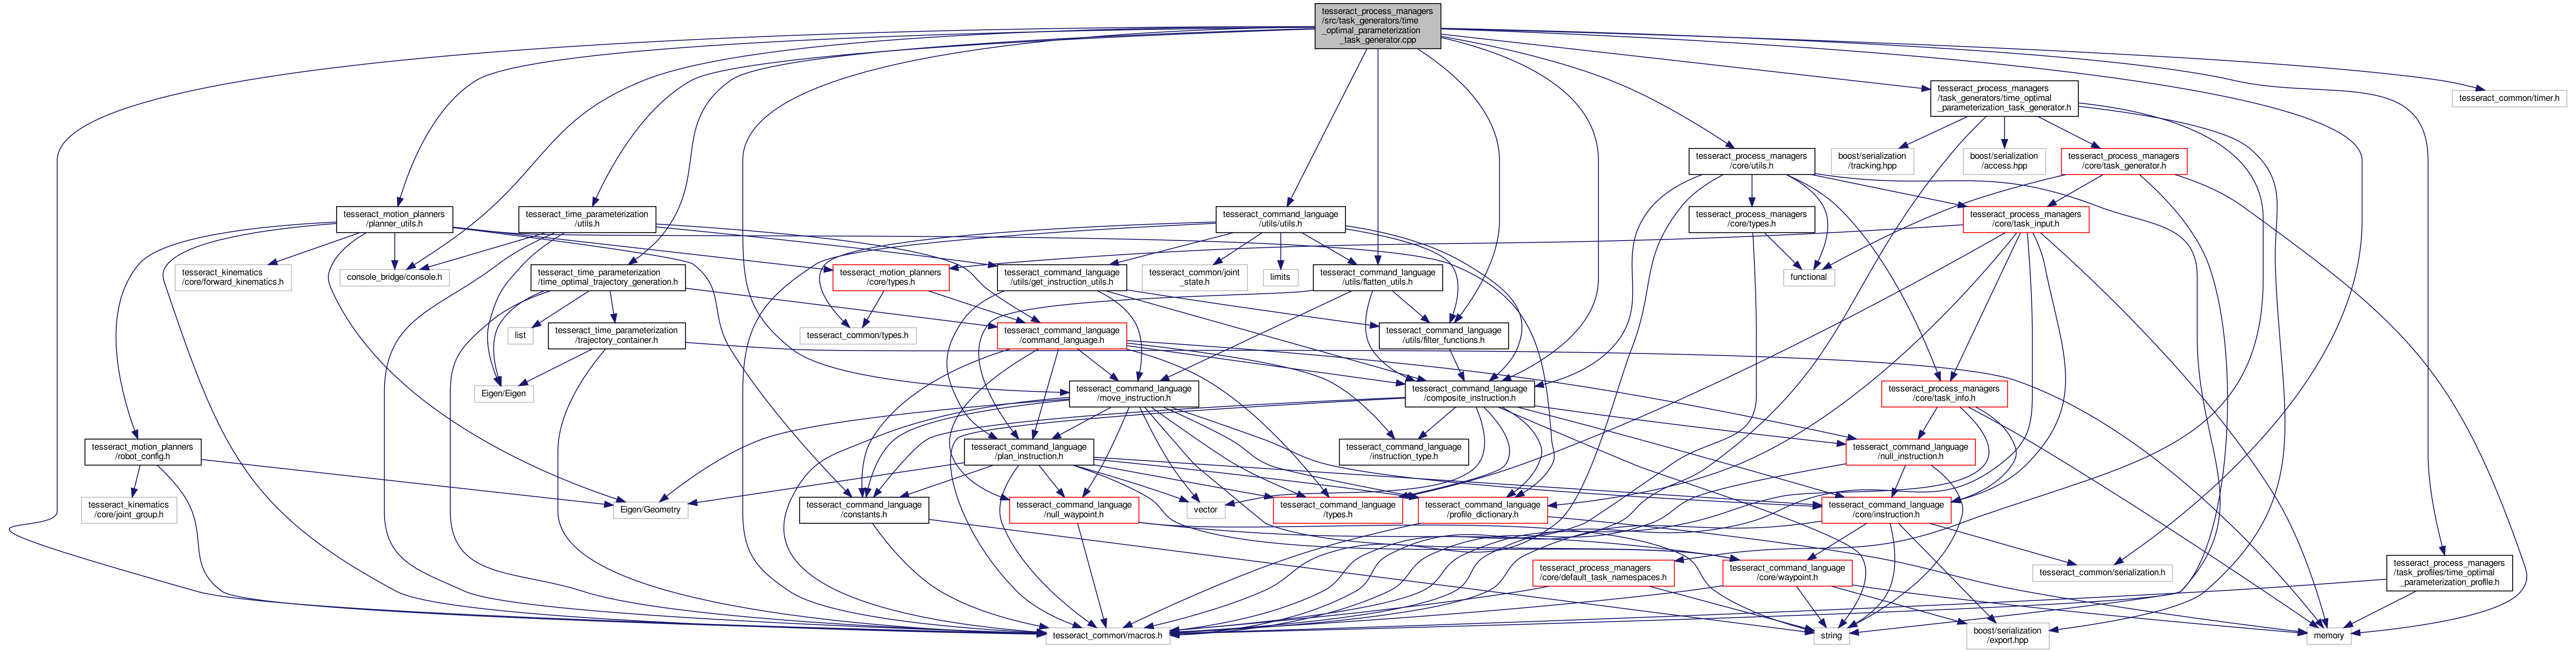 tesseract_process_managers
/src/task_generators/time
_optimal_parameterization
_task_generator.cpp
tesseract_process_managers
/task_generators/time_optimal
_parameterization_task_generator.h
tesseract_common/timer.h
tesseract_process_managers
/core/utils.h
boost/serialization
/tracking.hpp
boost/serialization
/access.hpp
tesseract_process_managers
/core/task_generator.h
tesseract_motion_planners
/planner_utils.h
tesseract_time_parameterization
/utils.h
tesseract_command_language
/utils/utils.h
tesseract_process_managers
/core/types.h
tesseract_process_managers
/core/task_input.h
tesseract_kinematics
/core/forward_kinematics.h
console_bridge/console.h
tesseract_time_parameterization
/time_optimal_trajectory_generation.h
tesseract_motion_planners
/core/types.h
tesseract_command_language
/utils/get_instruction_utils.h
tesseract_common/joint
_state.h
limits
tesseract_command_language
/utils/flatten_utils.h
functional
list
tesseract_time_parameterization
/trajectory_container.h
tesseract_common/types.h
tesseract_command_language
/command_language.h
tesseract_command_language
/utils/filter_functions.h
Eigen/Eigen
tesseract_command_language
/move_instruction.h
tesseract_command_language
/composite_instruction.h
tesseract_process_managers
/core/task_info.h
tesseract_motion_planners
/robot_config.h
tesseract_command_language
/plan_instruction.h
tesseract_command_language
/instruction_type.h
tesseract_command_language
/null_instruction.h
tesseract_kinematics
/core/joint_group.h
Eigen/Geometry
tesseract_command_language
/constants.h
tesseract_command_language
/null_waypoint.h
vector
tesseract_command_language
/types.h
tesseract_command_language
/profile_dictionary.h
tesseract_command_language
/core/instruction.h
tesseract_process_managers
/core/default_task_namespaces.h
tesseract_command_language
/core/waypoint.h
tesseract_common/serialization.h
tesseract_process_managers
/task_profiles/time_optimal
_parameterization_profile.h
tesseract_common/macros.h
string
boost/serialization
/export.hpp
memory